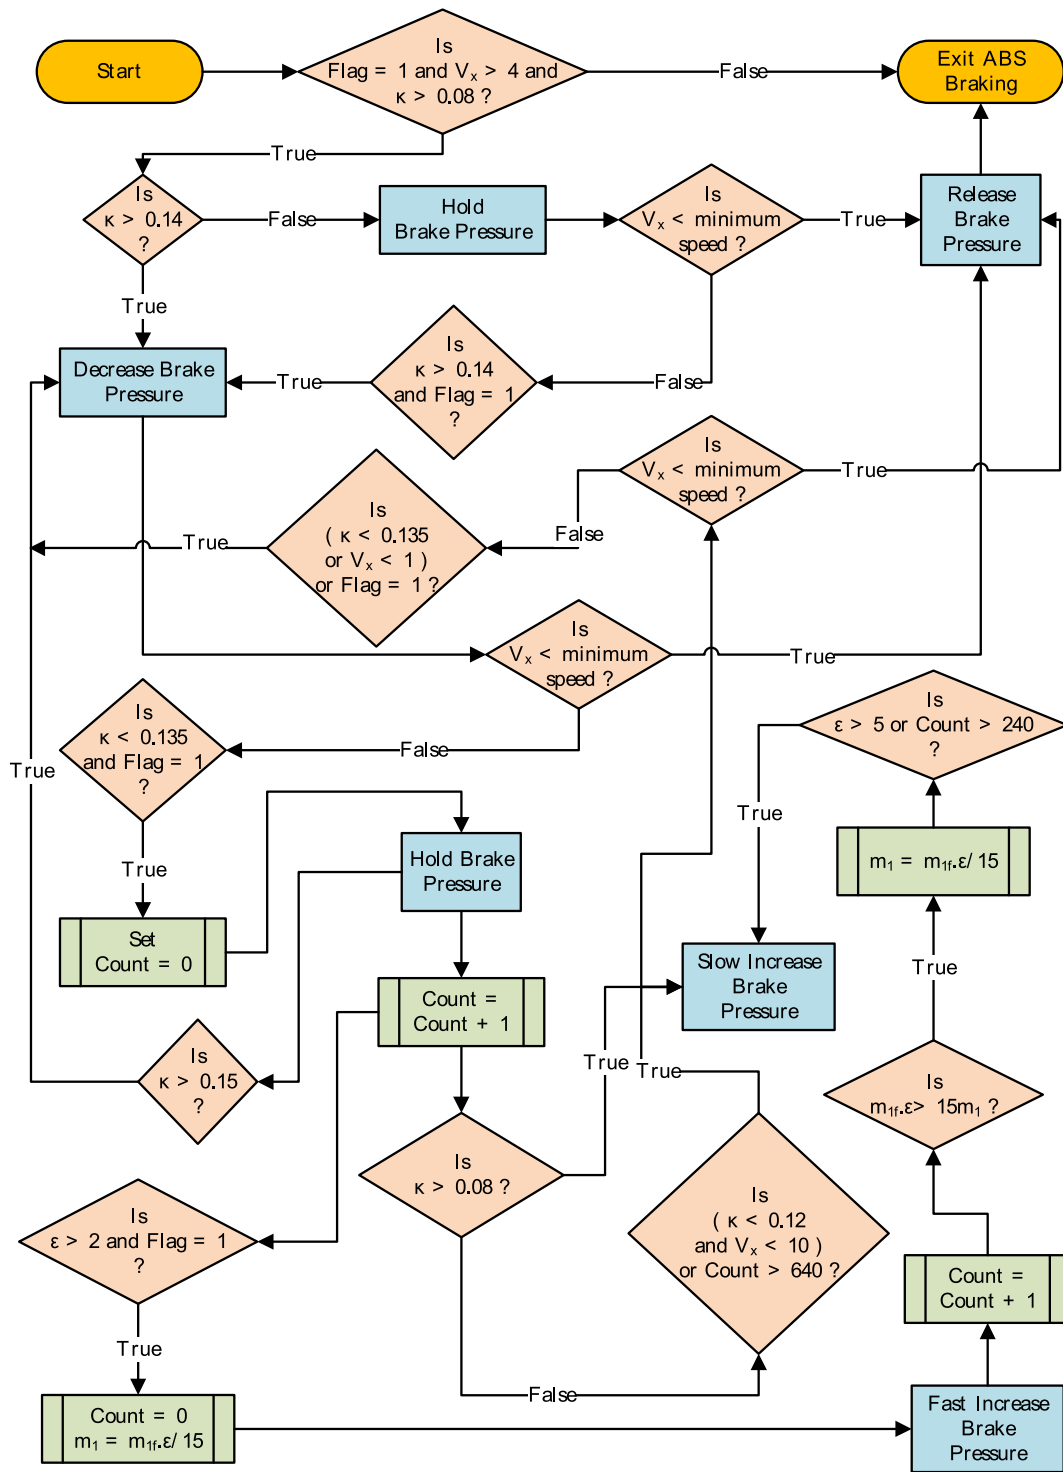 Start
Is
Flag = 1 and Vₓ > 4 and
κ > 0.08 ?
False
Exit ABS
Braking
True
Is
κ > 0.14
?
False
Hold
Brake Pressure
Is
Vₓ < minimum
speed ?
True
Release
Brake
Pressure
True
Decrease Brake
Pressure
True
Is
κ > 0.14
and Flag = 1
?
False
Is
Vₓ < minimum
speed ?
True
True
Is
( κ < 0.135
or Vₓ < 1 )
or Flag = 1 ?
False
Is
Vₓ < minimum
speed ?
True
Is
κ < 0.135
and Flag = 1
?
False
True
Is
ε > 5 or Count > 240
?
True
True
Hold Brake
Pressure
m₁ = m₁f.ε/ 15
Set
Count = 0
Slow Increase
Brake
Pressure
True
Count =
Count + 1
Is
κ > 0.15
?
True
True
Is
m₁f.ε> 15m₁ ?
Is
κ > 0.08 ?
Is
( κ < 0.12
and Vₓ < 10 )
or Count > 640 ?
Is
ε > 2 and Flag = 1
?
Count =
Count + 1
True
False
Count = 0
m₁ = m₁f.ε/ 15
Fast Increase
Brake
Pressure